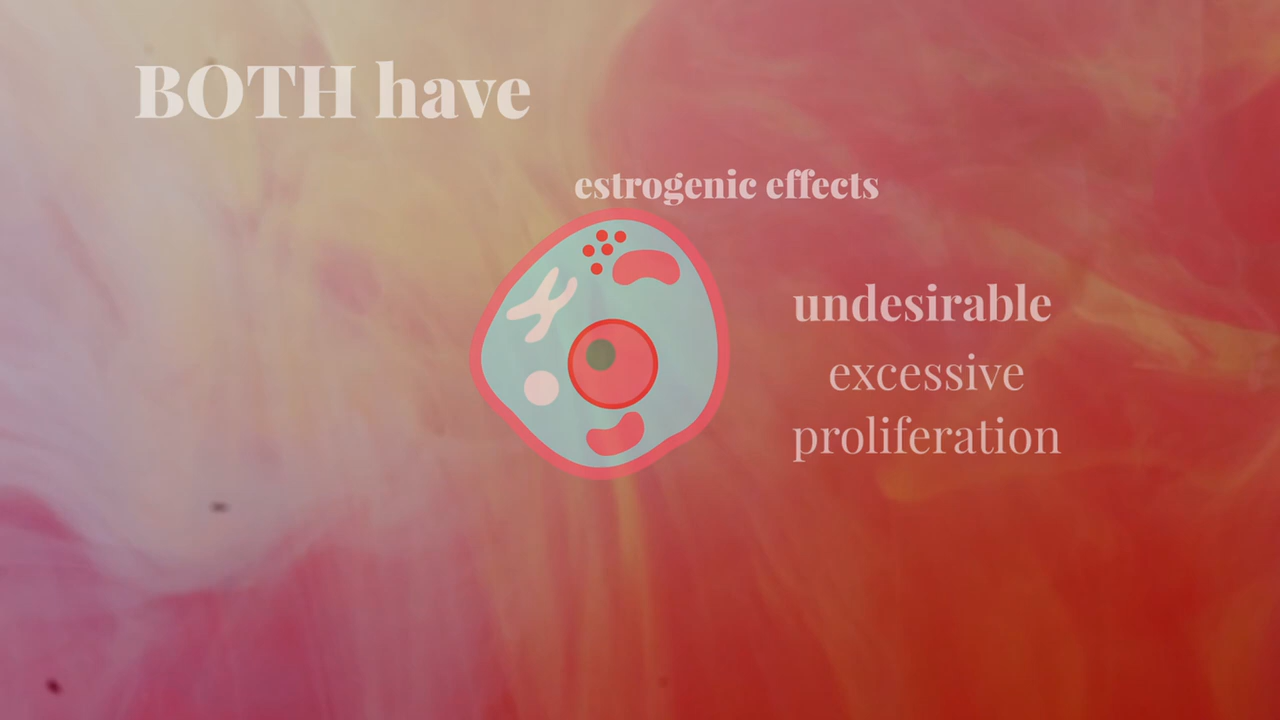 BOTH have
estrogenic effects
undesirable
excessive
proliferation